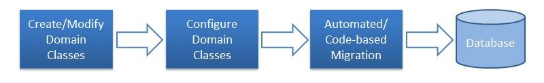 Create/Modify
Domain
Classes
Configure
Domain
Classes
Automated/
Code-based
Migration
Database